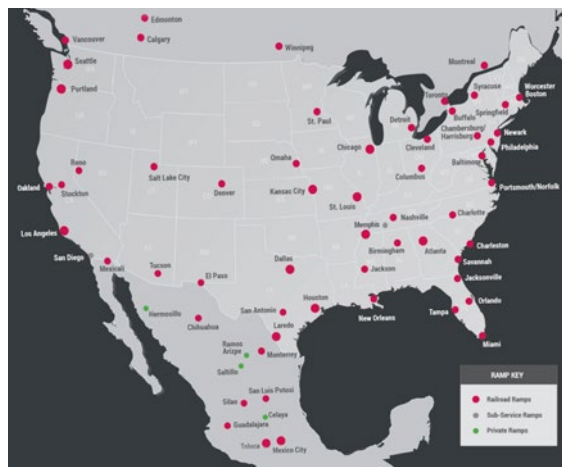 Edmonton
Calgary
Winnipeg
Vancouver
Seattle
Portland
Montreal
Toronto
Syracuse
Worcester
Boston
Springfield
Buffalo
Chambersburg/
Harrisburg
Newark
Philadelphia
Baltimore
Portsmouth/Norfolk
St. Paul
Detroit
Cleveland
Chicago
Columbus
Omaha
Kansas City
St. Louis
Reno
Salt Lake City
Denver
Oakland
Stockton
Los Angeles
San Diego
Mexicali
Tucson
El Paso
Dallas
Memphis
Nashville
Charlotte
Birmingham
Atlanta
Charleston
Savannah
Jackson
Jacksonville
Orlando
Tampa
Miami
New Orleans
Houston
San Antonio
Laredo
Hermosillo
Chihuahua
Ramos
Arizpe
Saltillo
Monterrey
San Luis Potosi
Silao
Celaya
Guadalajara
Toluca
Mexico City
RAMP KEY
Railroad Ramps
Sub-Service Ramps
Private Ramps